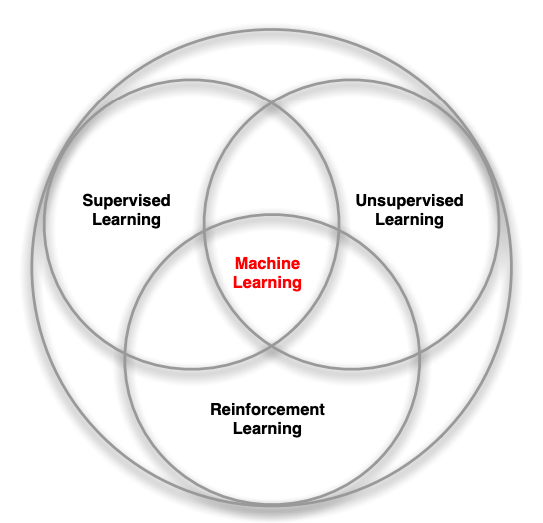 Supervised
Learning
Unsupervised
Learning
Machine
Learning
Reinforcement
Learning